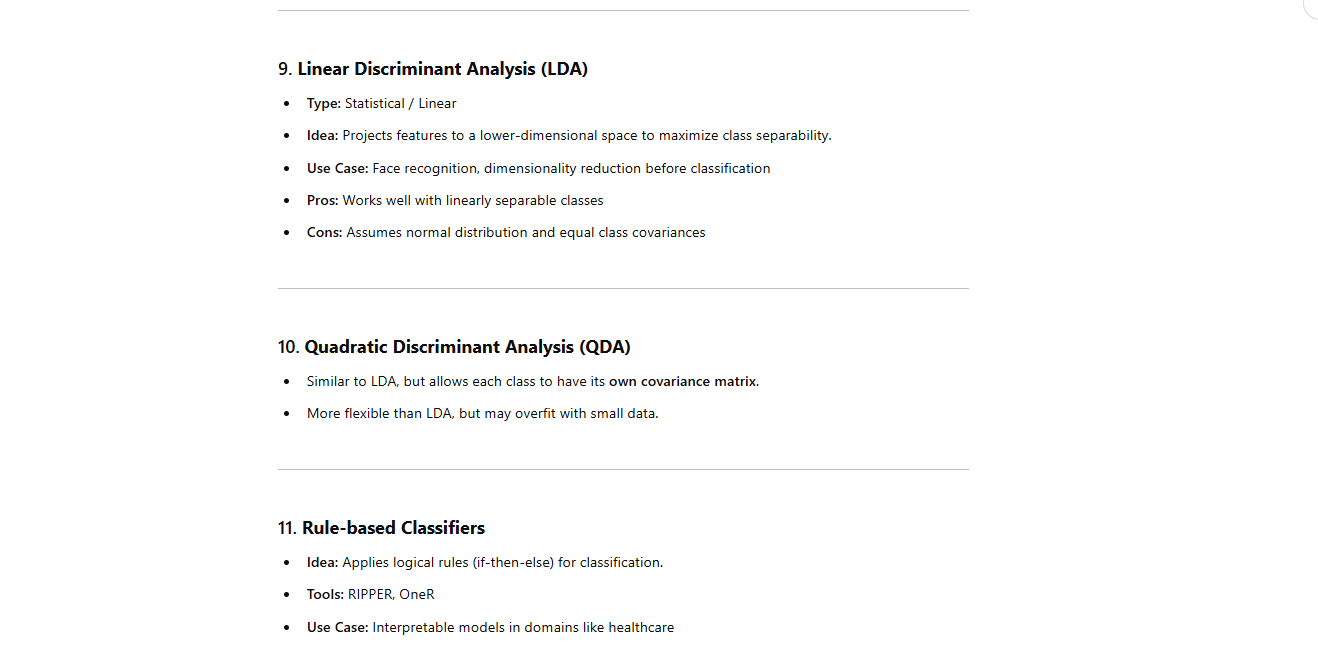 9. Linear Discriminant Analysis (LDA)
• Type: Statistical / Linear
• Idea: Projects features to a lower-dimensional space to maximize class separability.
• Use Case: Face recognition, dimensionality reduction before classification
• Pros: Works well with linearly separable classes
• Cons: Assumes normal distribution and equal class covariances
10. Quadratic Discriminant Analysis (QDA)
• Similar to LDA, but allows each class to have its own covariance matrix.
• More flexible than LDA, but may overfit with small data.
11. Rule-based Classifiers
• Idea: Applies logical rules (if-then-else) for classification.
• Tools: RIPPER, OneR
• Use Case: Interpretable models in domains like healthcare